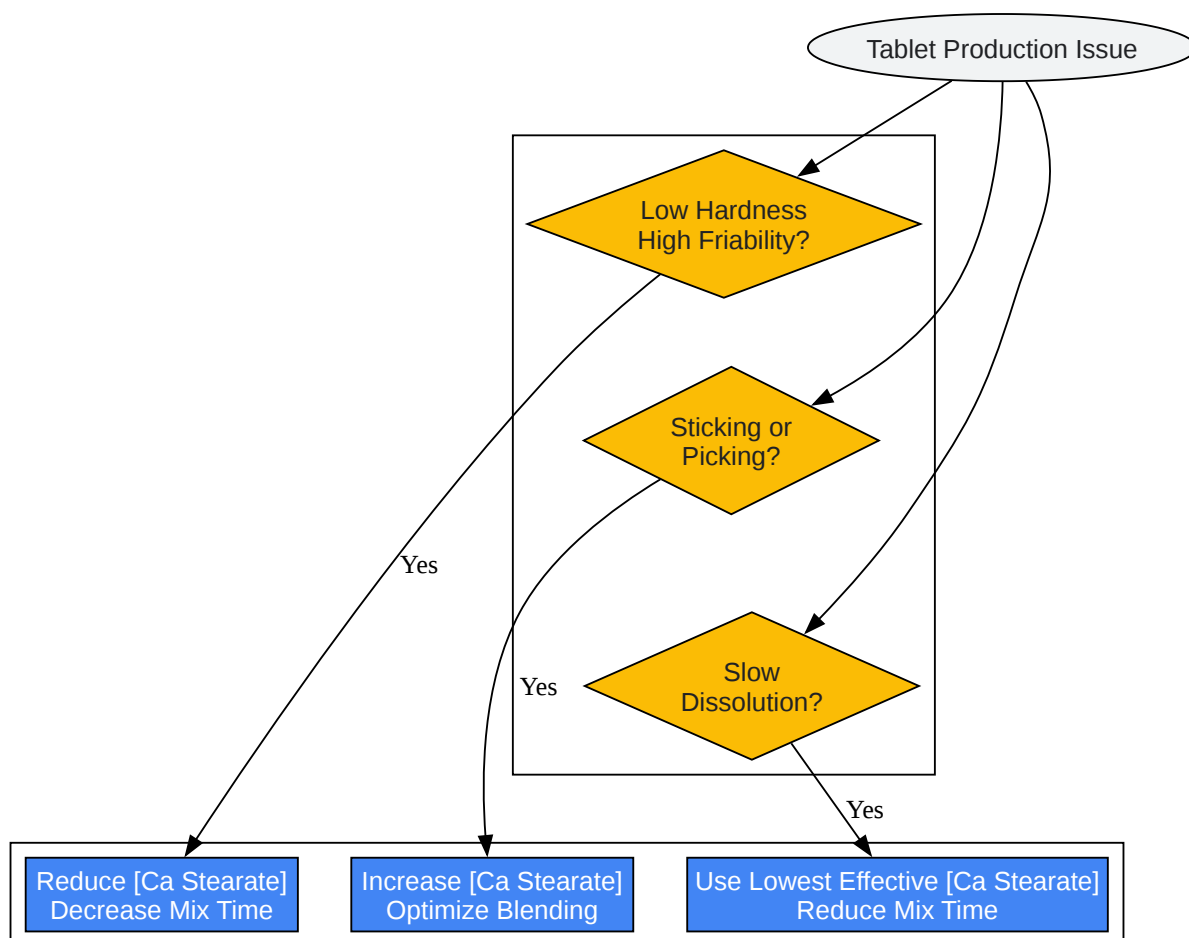 Tablet Production Issue
Low Hardness
High Friability?
Sticking or
Picking?
Yes
Slow
Dissolution?
Yes
Yes
Reduce [Ca Stearate]
Decrease Mix Time
Increase [Ca Stearate]
Optimize Blending
Use Lowest Effective [Ca Stearate]
Reduce Mix Time